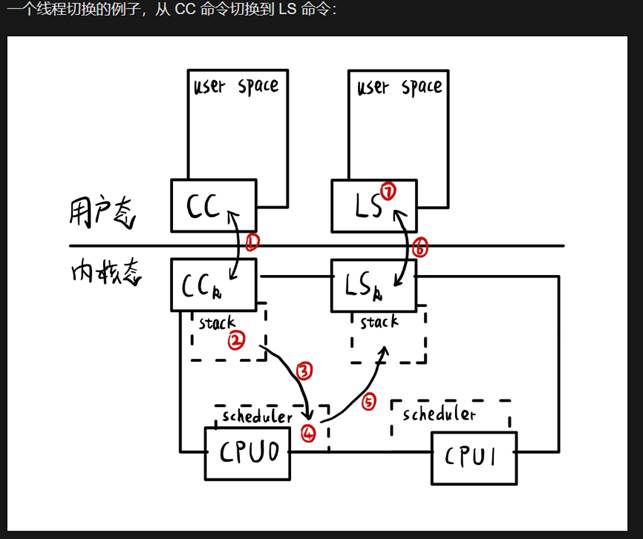 一个线程切换的例子，从 CC 命令切换到 LS 命令：
user space
user space
CC
LS
⑦
用户态
①
⑥
内核态
CCk
LSk
stack
②
stack
③
⑤
scheduler
④
scheduler
CPU0
CPU1